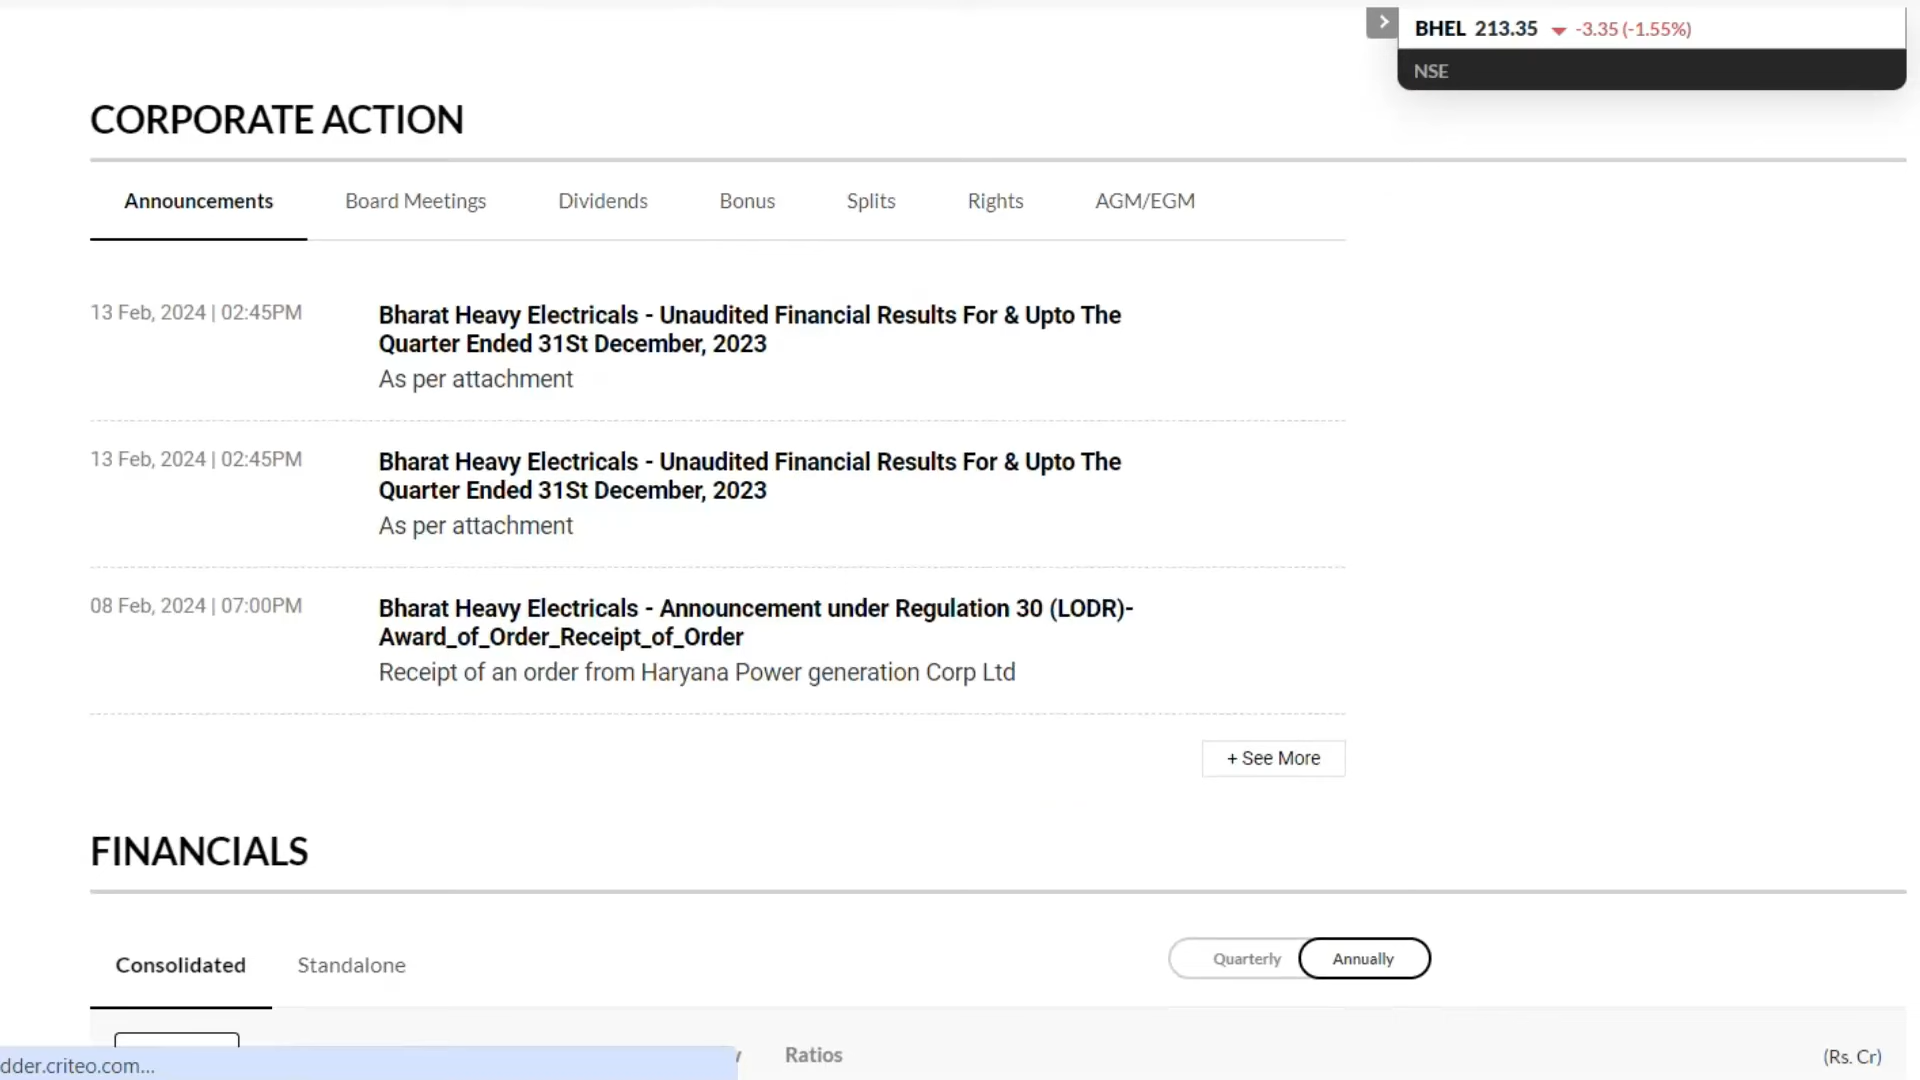 BHEL 213.35 -3.35 (-1.55%)
NSE
CORPORATE ACTION
Announcements Board Meetings Dividends Bonus Splits Rights AGM/EGM
13 Feb, 2024 | 02:45PM
Bharat Heavy Electricals - Unaudited Financial Results For & Upto The
Quarter Ended 31St December, 2023
As per attachment
13 Feb, 2024 | 02:45PM
Bharat Heavy Electricals - Unaudited Financial Results For & Upto The
Quarter Ended 31St December, 2023
As per attachment
08 Feb, 2024 | 07:00PM
Bharat Heavy Electricals - Announcement under Regulation 30 (LODR)-
Award_of_Order_Receipt_of_Order
Receipt of an order from Haryana Power generation Corp Ltd
+ See More
FINANCIALS
Consolidated Standalone Quarterly Annually
Ratios (Rs. Cr)
dder.criteo.com...